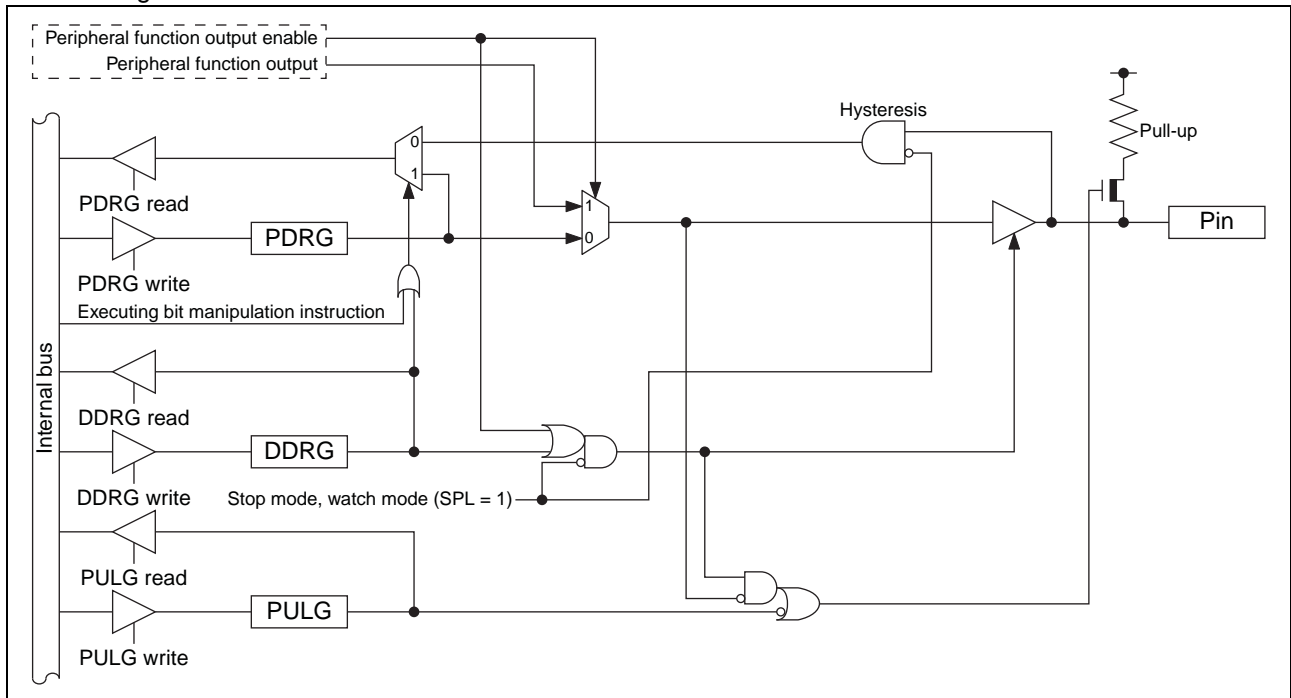 Peripheral function output enable
Peripheral function output
Hysteresis
Pull-up
0
1
PDRG read
1
0
PDRG
Pin
PDRG write
Executing bit manipulation instruction
Internal bus
DDRG read
DDRG
DDRG write
Stop mode, watch mode (SPL = 1)
PULG read
PULG
PULG write